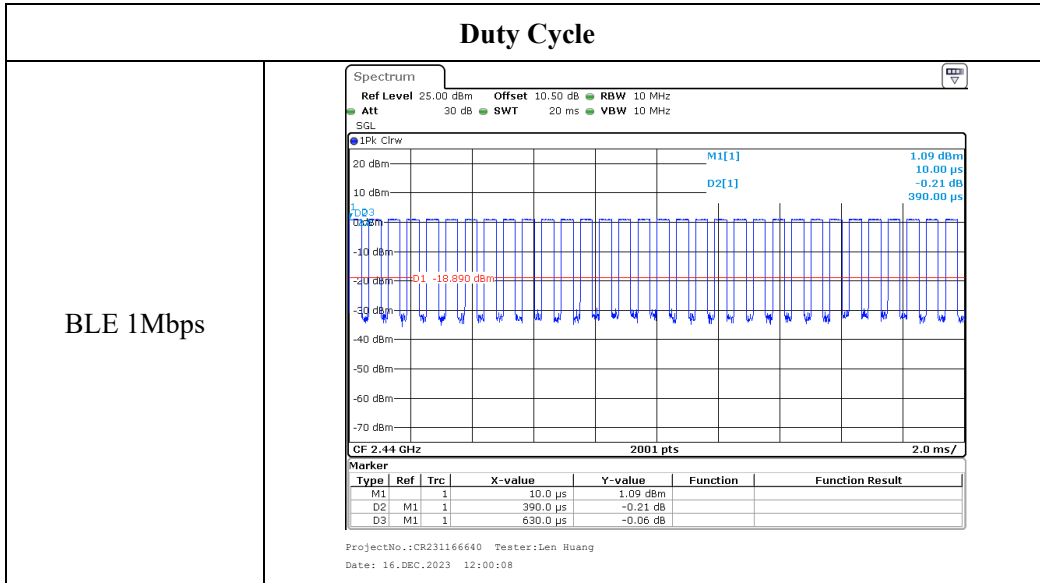 Duty Cycle
BLE 1Mbps
Spectrum
Ref Level 25.00 dBm Offset 10.50 dB RBW 10 MHz
Att 30 dB SWT 20 ms VBW 10 MHz
SGL
1Pk Clrw
M1[1] 1.09 dBm
10.00 µs
D2[1] -0.21 dB
390.00 µs
20 dBm
10 dBm
1
D3
0 dBm
-10 dBm
-20 dBm
D1 -18.890 dBm
-30 dBm
-40 dBm
-50 dBm
-60 dBm
-70 dBm
CF 2.44 GHz 2001 pts 2.0 ms/
Marker
Type Ref Trc X-value Y-value Function Function Result
M1 1 10.0 µs 1.09 dBm
D2 M1 1 390.0 µs -0.21 dB
D3 M1 1 630.0 µs -0.06 dB
ProjectNo.:CR231166640 Tester:Len Huang
Date: 16.DEC.2023 12:00:08